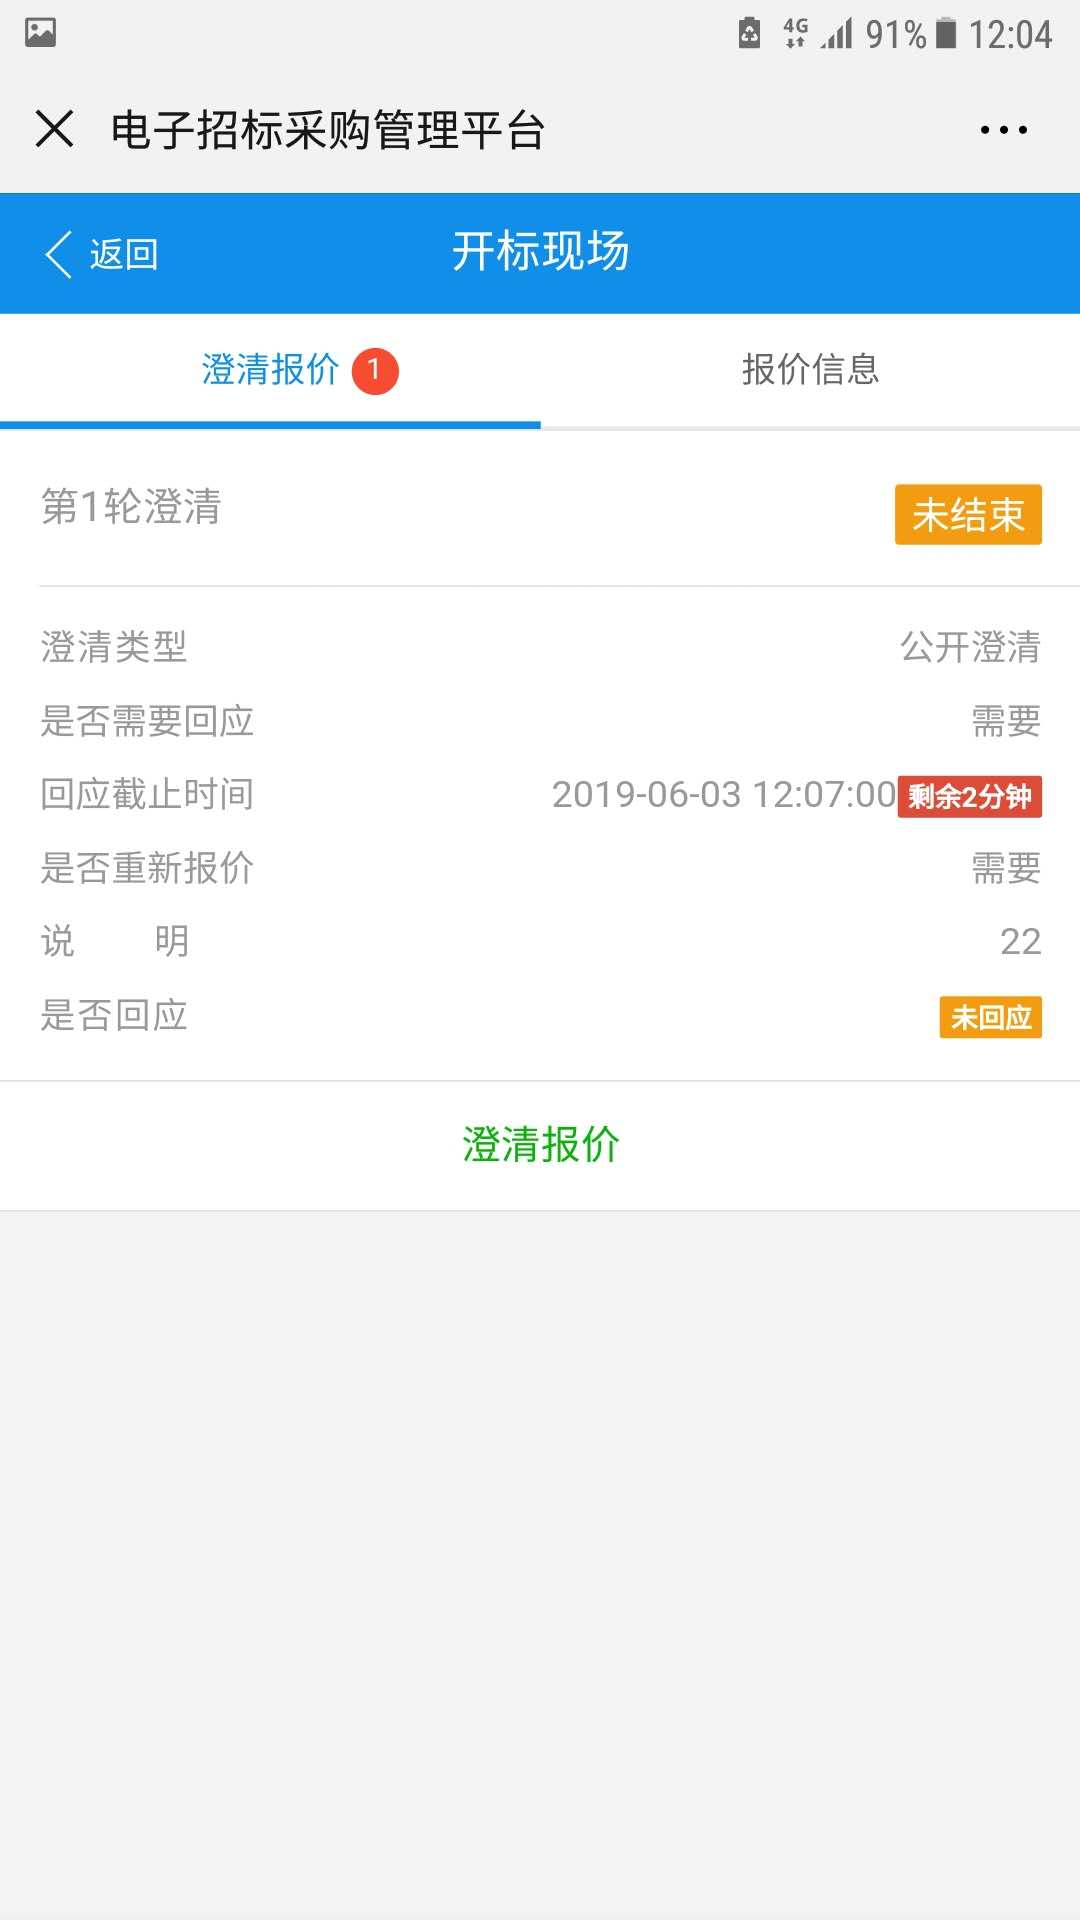 4G 91% 12:04
电子招标采购管理平台
返回 开标现场
澄清报价 1 报价信息
第1轮澄清 未结束
澄清类型 公开澄清
是否需要回应 需要
回应截止时间 2019-06-03 12:07:00 剩余2分钟
是否重新报价 需要
说 明 22
是否回应 未回应
澄清报价